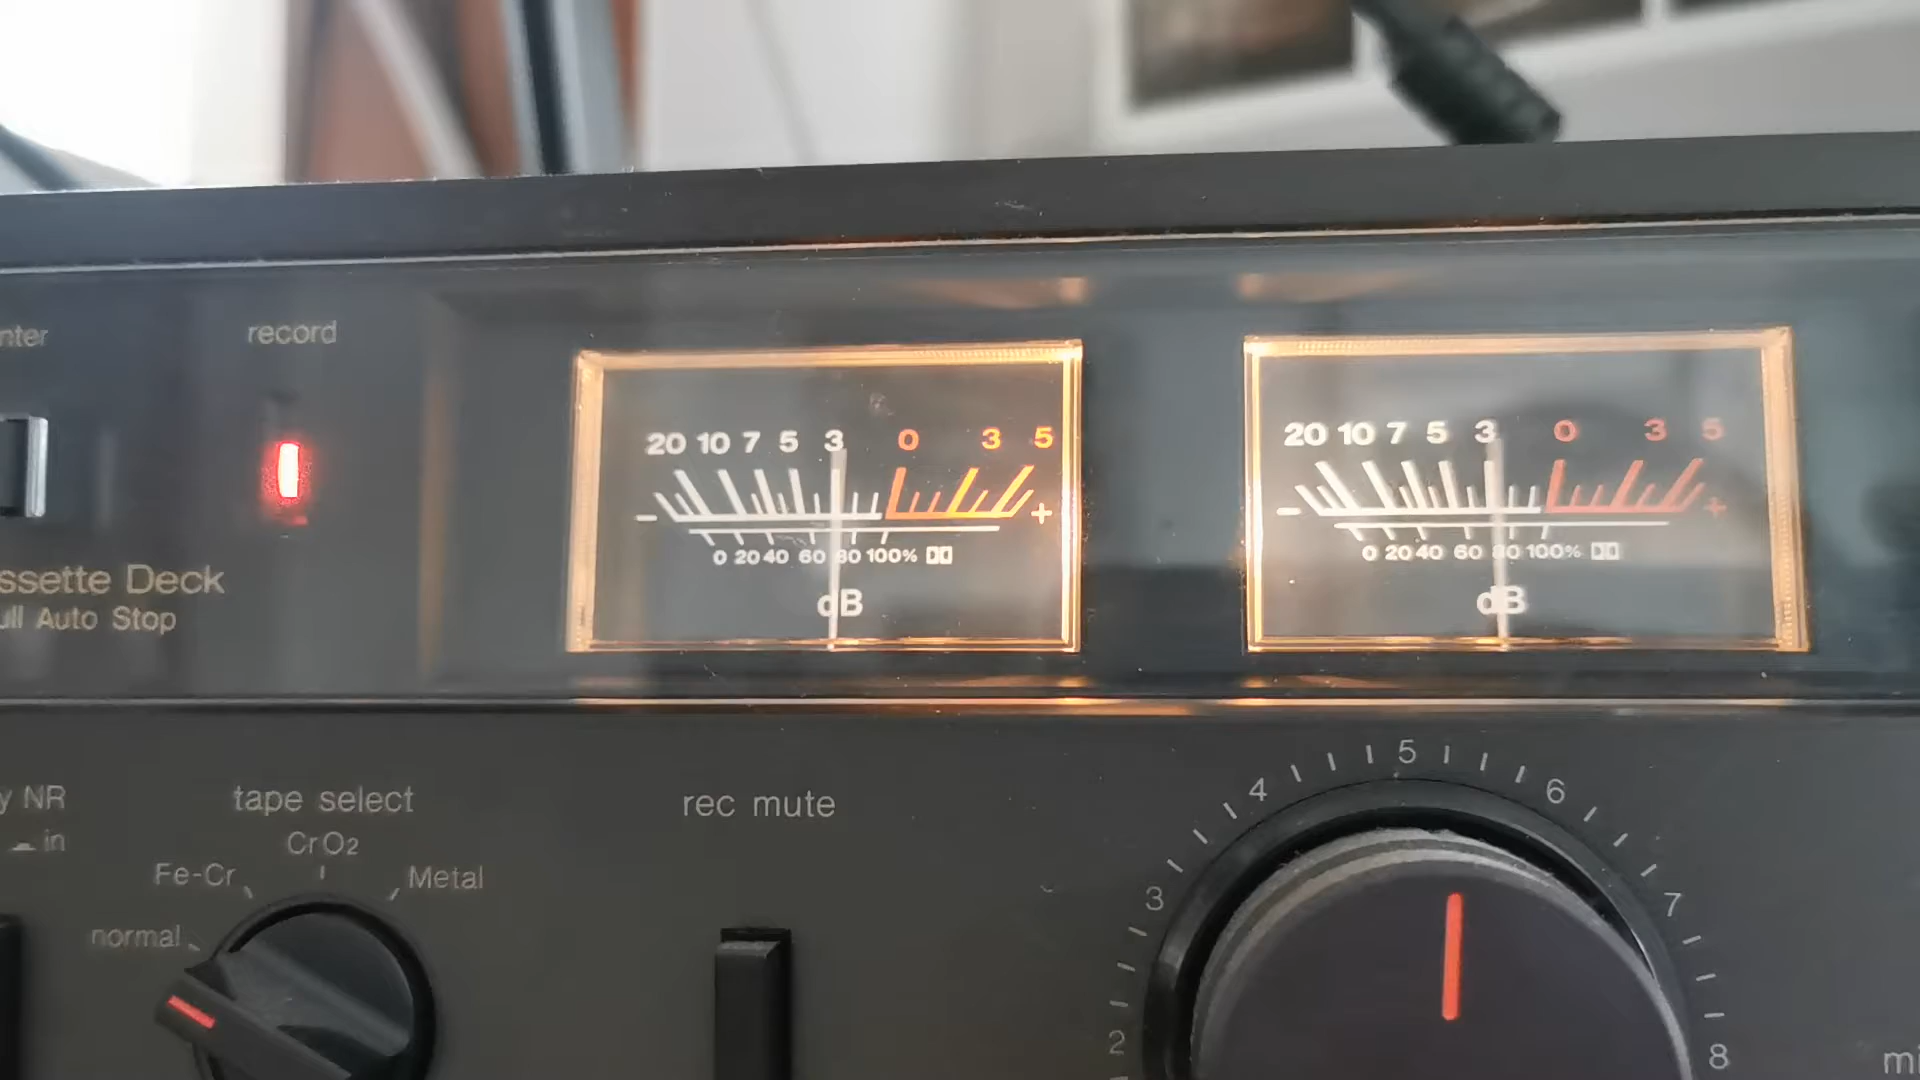 nter
record
ssette Deck
ull Auto Stop
20 10 7 5 3 0 3 5
- +
0 20 40 60 80 100%
dB
20 10 7 5 3 0 3 5
- +
0 20 40 60 80 100%
dB
y NR
in
tape select
CrO2
Fe-Cr
Metal
normal
rec mute
2
3
4
5
6
7
8
mi